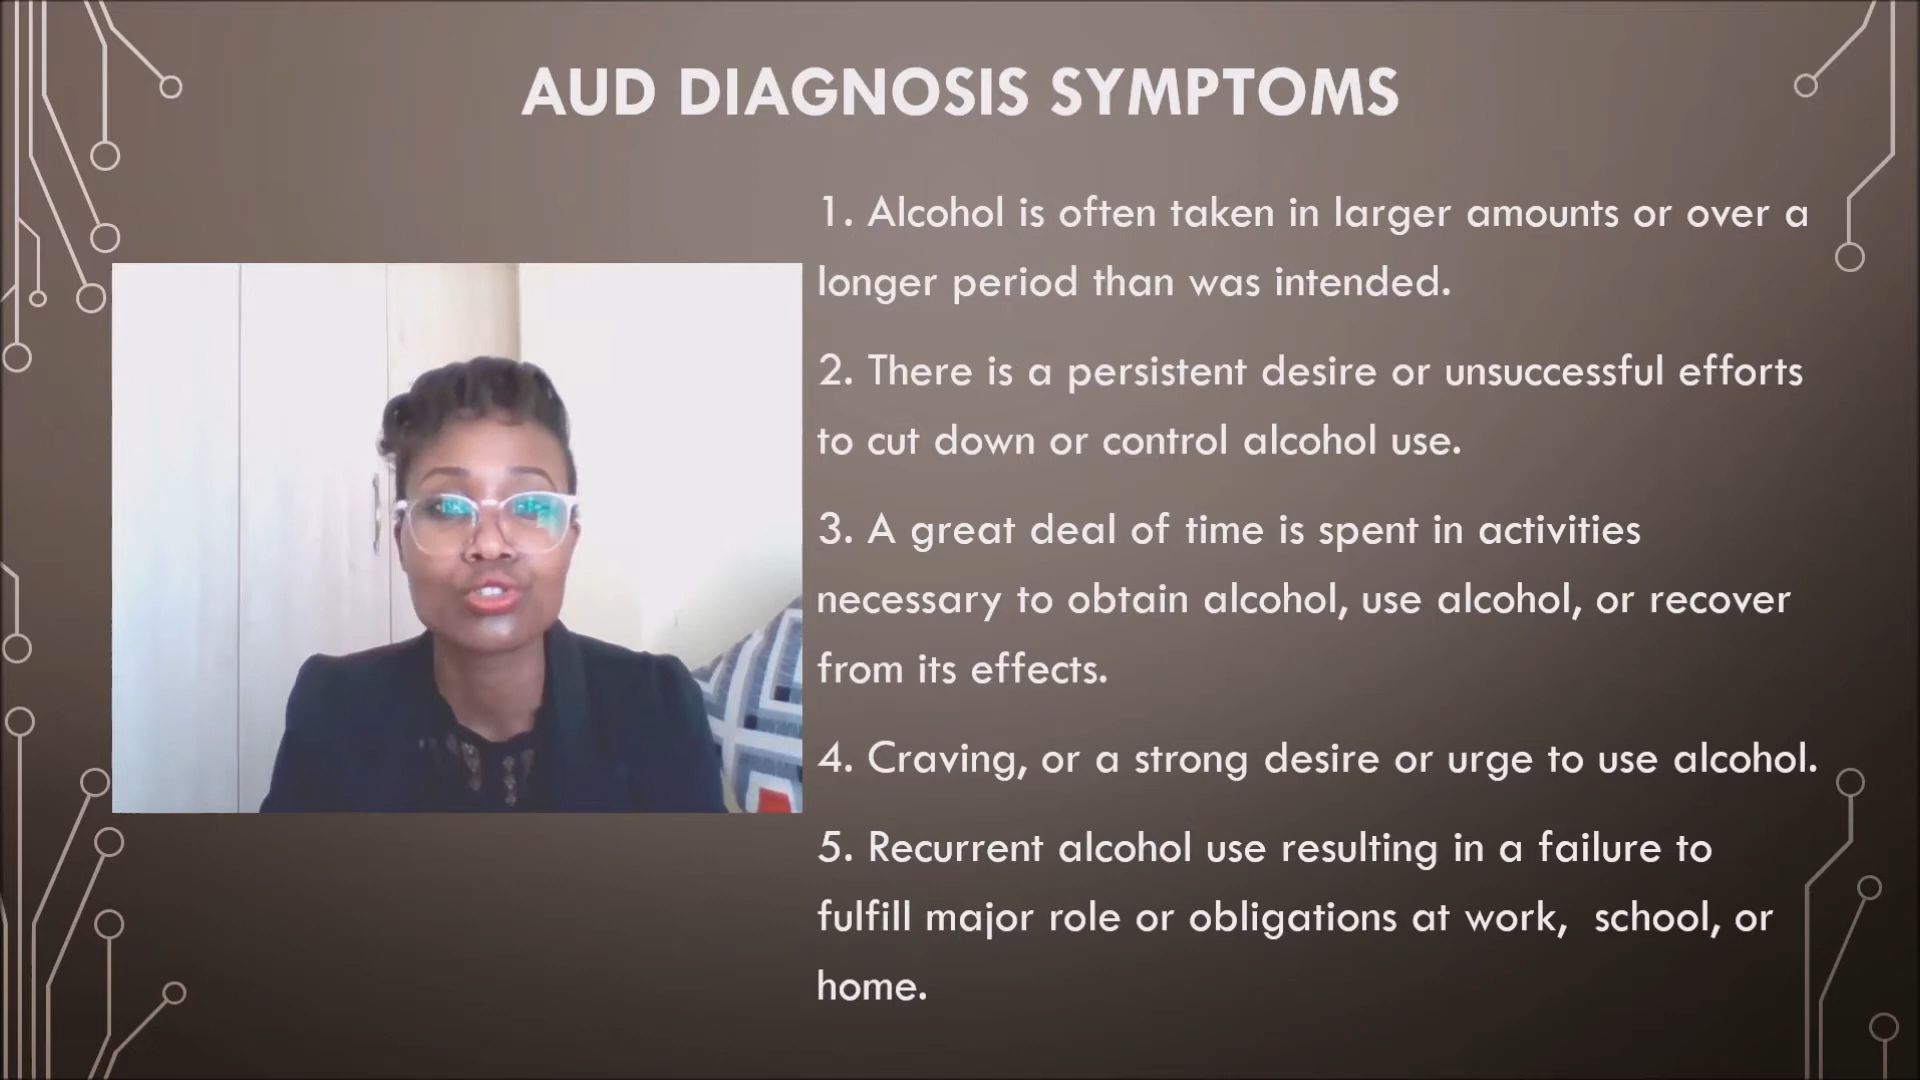 AUD DIAGNOSIS SYMPTOMS
1. Alcohol is often taken in larger amounts or over a
longer period than was intended.
2. There is a persistent desire or unsuccessful efforts
to cut down or control alcohol use.
3. A great deal of time is spent in activities
necessary to obtain alcohol, use alcohol, or recover
from its effects.
4. Craving, or a strong desire or urge to use alcohol.
5. Recurrent alcohol use resulting in a failure to
fulfill major role or obligations at work,  school, or
home.